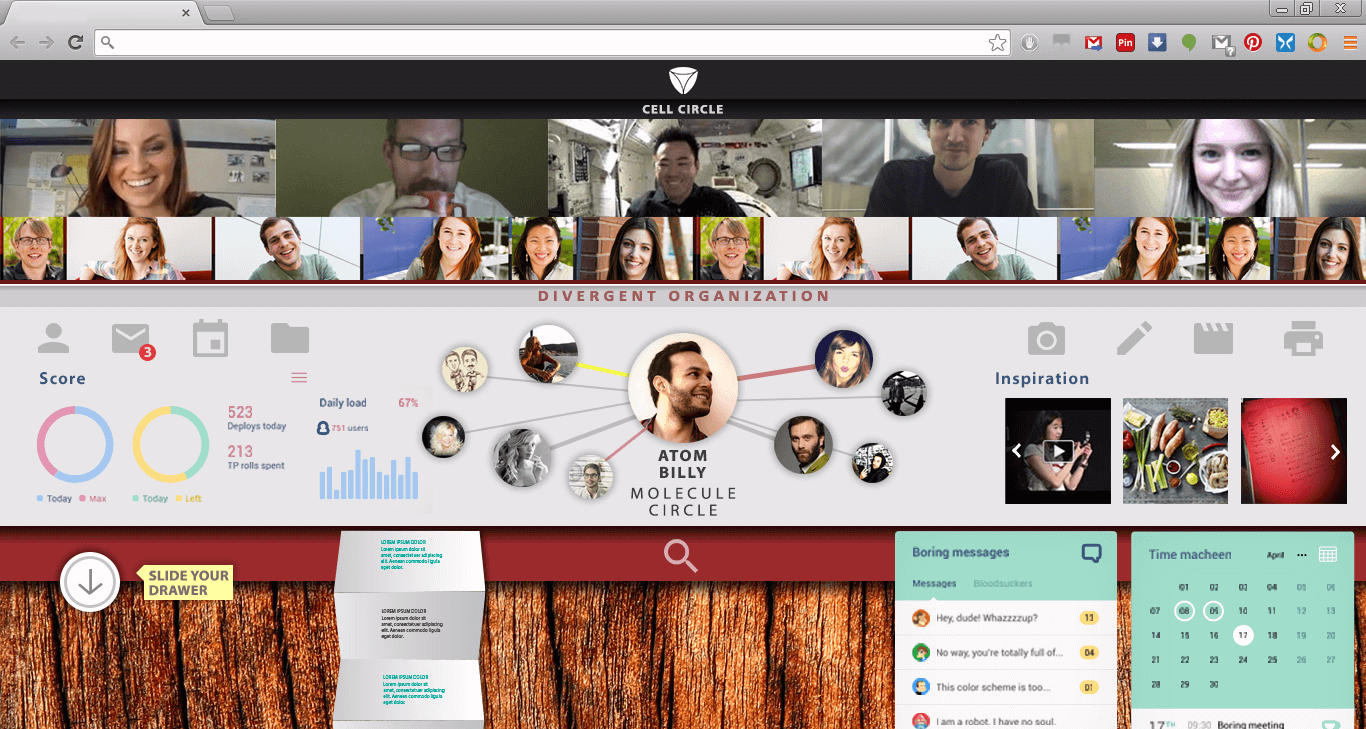 Pin
?
CELL CIRCLE
DIVERGENT ORGANIZATION
3
Score
Inspiration
523
Deploys today
213
TP rolls spent
Today Max
Today Left
Daily load 67%
751 users
ATOM
BILLY
MOLECULE
CIRCLE
SLIDE YOUR
DRAWER
LOREM IPSUM DOLOR
Lorem ipsum dolor sit
amet, consectetuer adipiscing
elit. Aenean commodo ligula
eget dolor.
LOREM IPSUM DOLOR
Lorem ipsum dolor sit
amet, consectetuer adipiscing
elit. Aenean commodo ligula
eget dolor.
LOREM IPSUM DOLOR
Lorem ipsum dolor sit
amet, consectetuer adipiscing
elit. Aenean commodo ligula
eget dolor.
Boring messages
Messages Bloodsuckers
Hey, dude! Whazzzzup? 13
No way, you're totally full of... 04
This color scheme is too... 01
I am a robot. I have no soul.
Time macheen April ...
01 02 03 04 05 06
07 08 09 10 11 12 13
14 15 16 17 18 19 20
21 22 23 24 25 26 27
28 29 30
17TH 09:30 Boring meeting